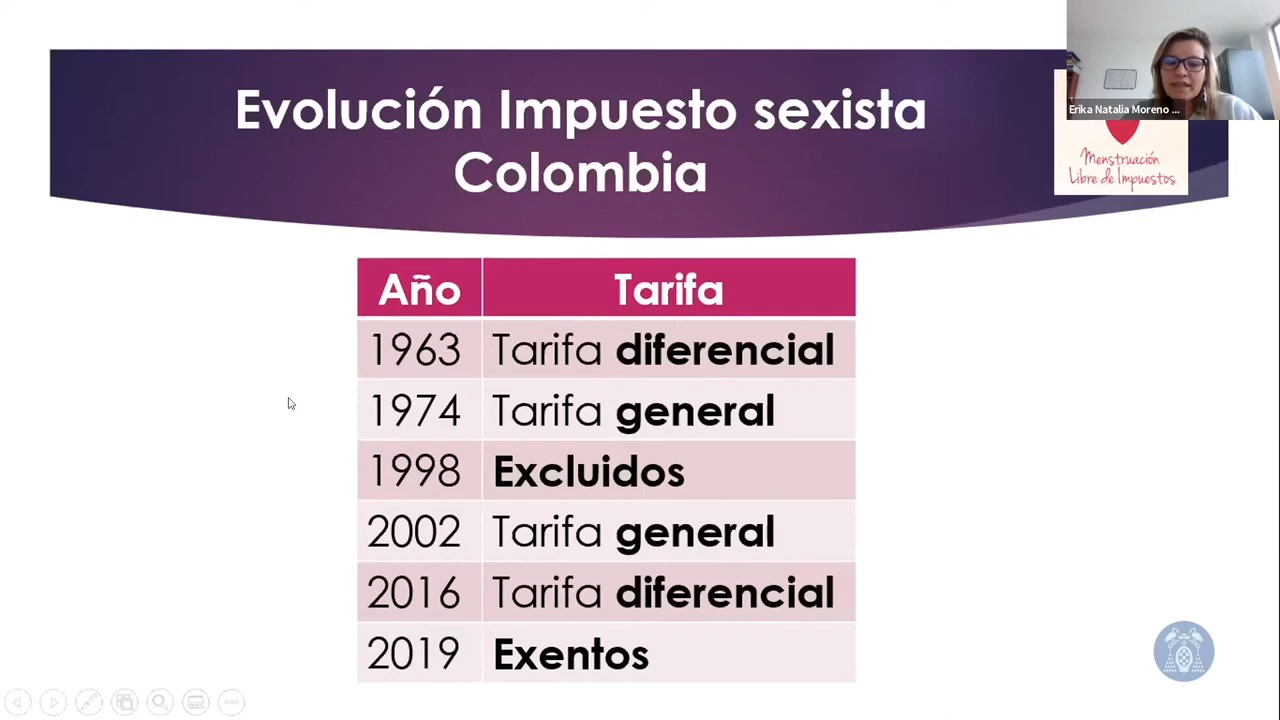 Evolución Impuesto sexista
Colombia
Erika Natalia Moreno ...
Menstruación
Libre de Impuestos
Año Tarifa
1963 Tarifa diferencial
1974 Tarifa general
1998 Excluidos
2002 Tarifa general
2016 Tarifa diferencial
2019 Exentos